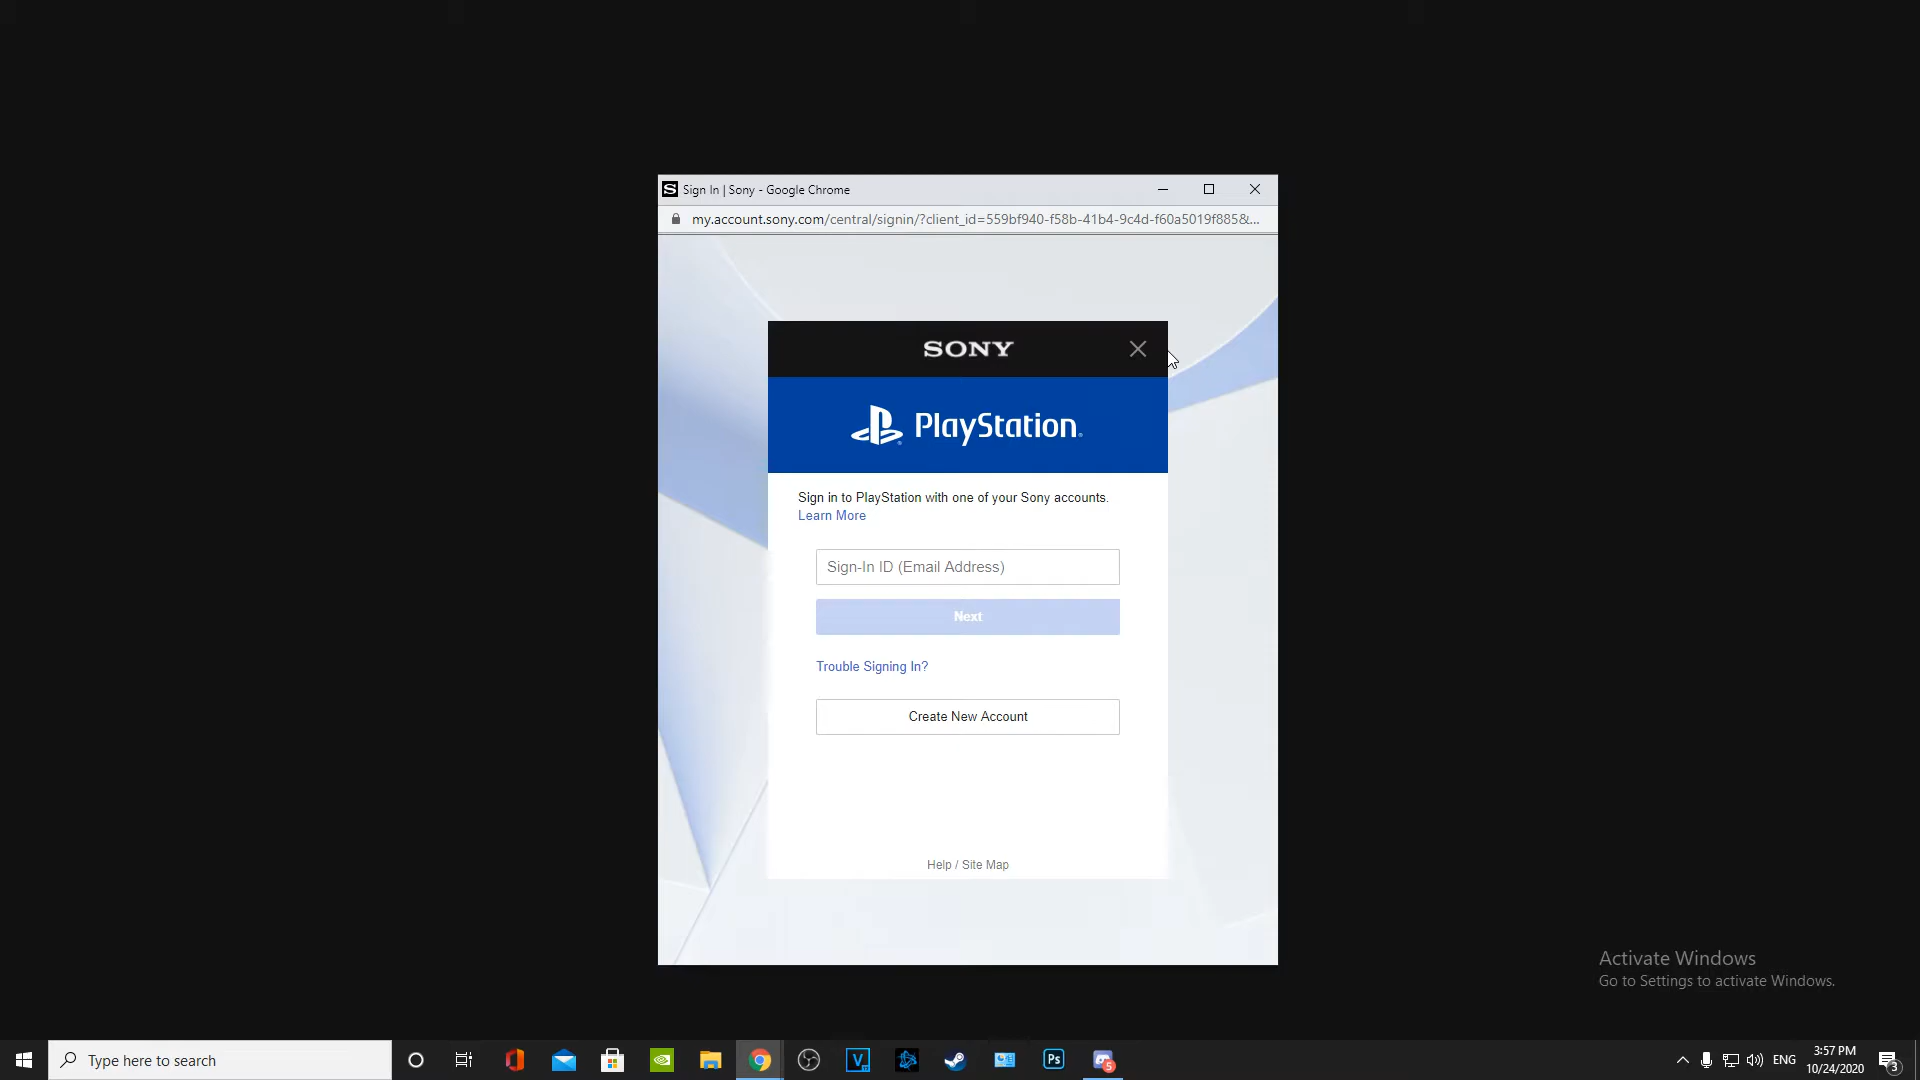 Sign In | Sony - Google Chrome
my.account.sony.com/central/signin/?client_id=559bf940-f58b-41b4-9c4d-f60a5019f885&...
SONY
PlayStation
Sign in to PlayStation with one of your Sony accounts.
Learn More
Sign-In ID (Email Address)
Next
Trouble Signing In?
Create New Account
Help / Site Map
Activate Windows
Go to Settings to activate Windows.
Type here to search
V
Ps
5
ENG
3:57 PM
10/24/2020
3